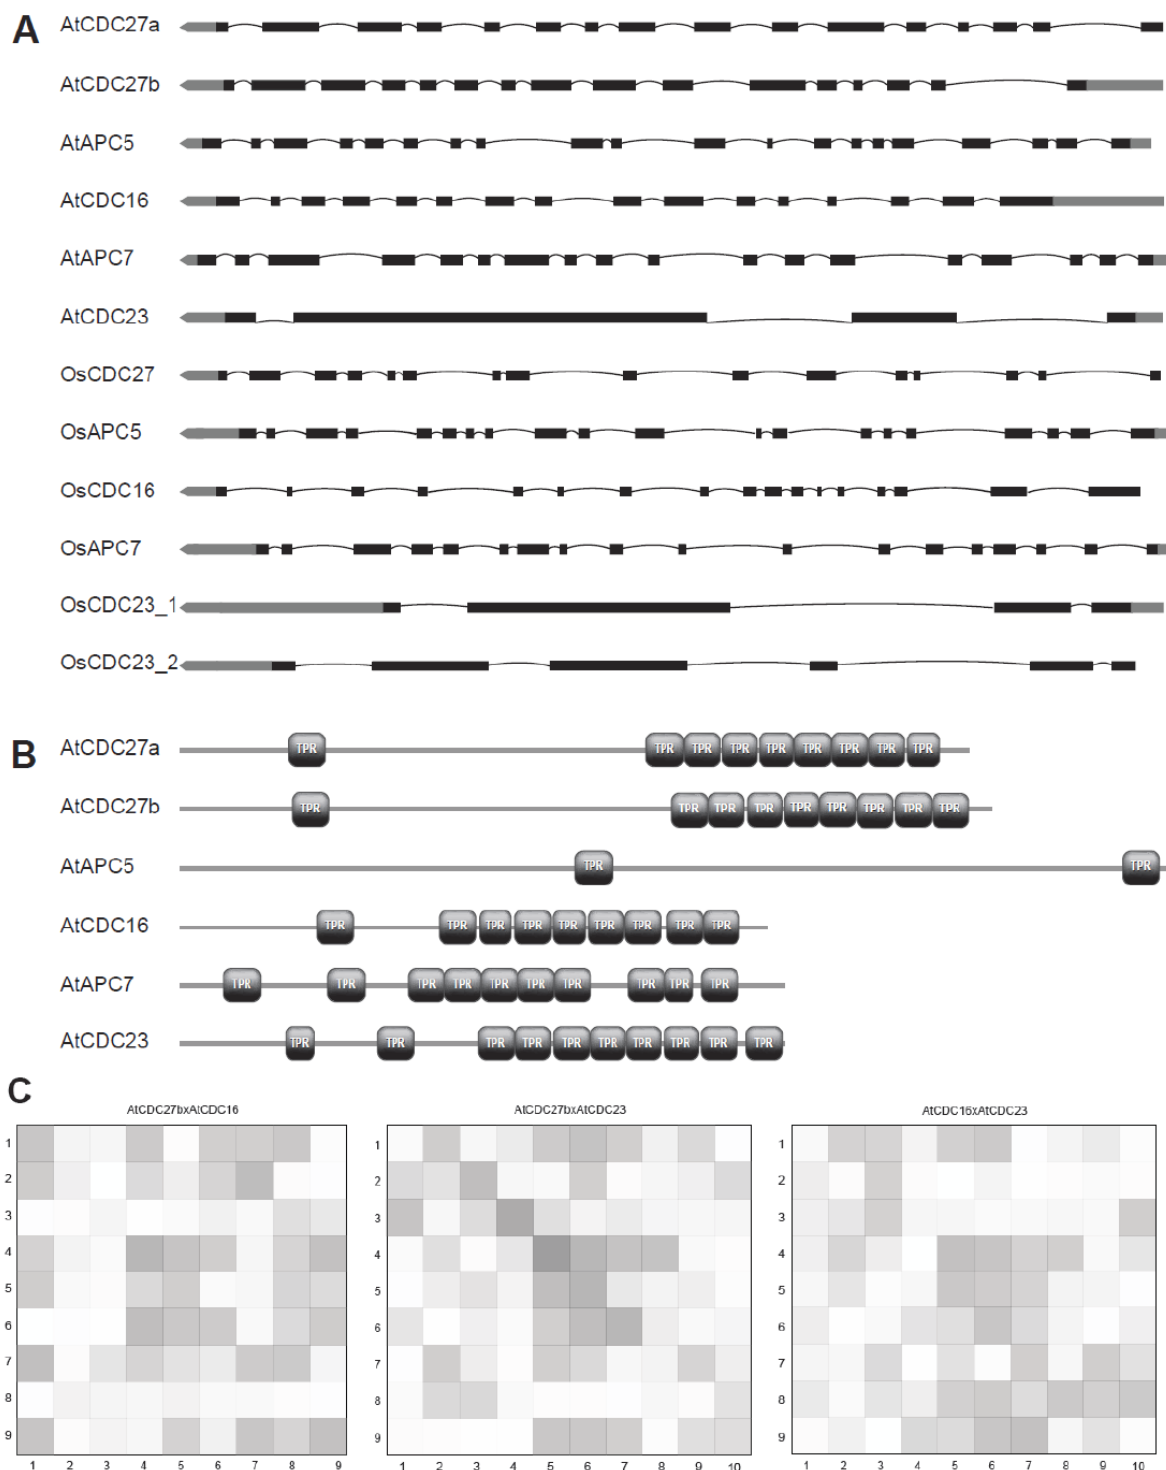 A
AtCDC27a
AtCDC27b
AtAPC5
AtCDC16
AtAPC7
AtCDC23
OsCDC27
OsAPC5
OsCDC16
OsAPC7
OsCDC23_1
OsCDC23_2
B
AtCDC27a TPR TPR TPR TPR TPR TPR TPR TPR TPR
AtCDC27b TPR TPR TPR TPR TPR TPR TPR TPR TPR
AtAPC5 TPR TPR
AtCDC16 TPR TPR TPR TPR TPR TPR TPR TPR TPR
AtAPC7 TPR TPR TPR TPR TPR TPR TPR TPR TPR TPR
AtCDC23 TPR TPR TPR TPR TPR TPR TPR TPR TPR TPR
C
AtCDC27bxAtCDC16
1
2
3
4
5
6
7
8
9
1 2 3 4 5 6 7 8 9
AtCDC27bxAtCDC23
1
2
3
4
5
6
7
8
9
1 2 3 4 5 6 7 8 9 10
AtCDC16xAtCDC23
1
2
3
4
5
6
7
8
9
1 2 3 4 5 6 7 8 9 10